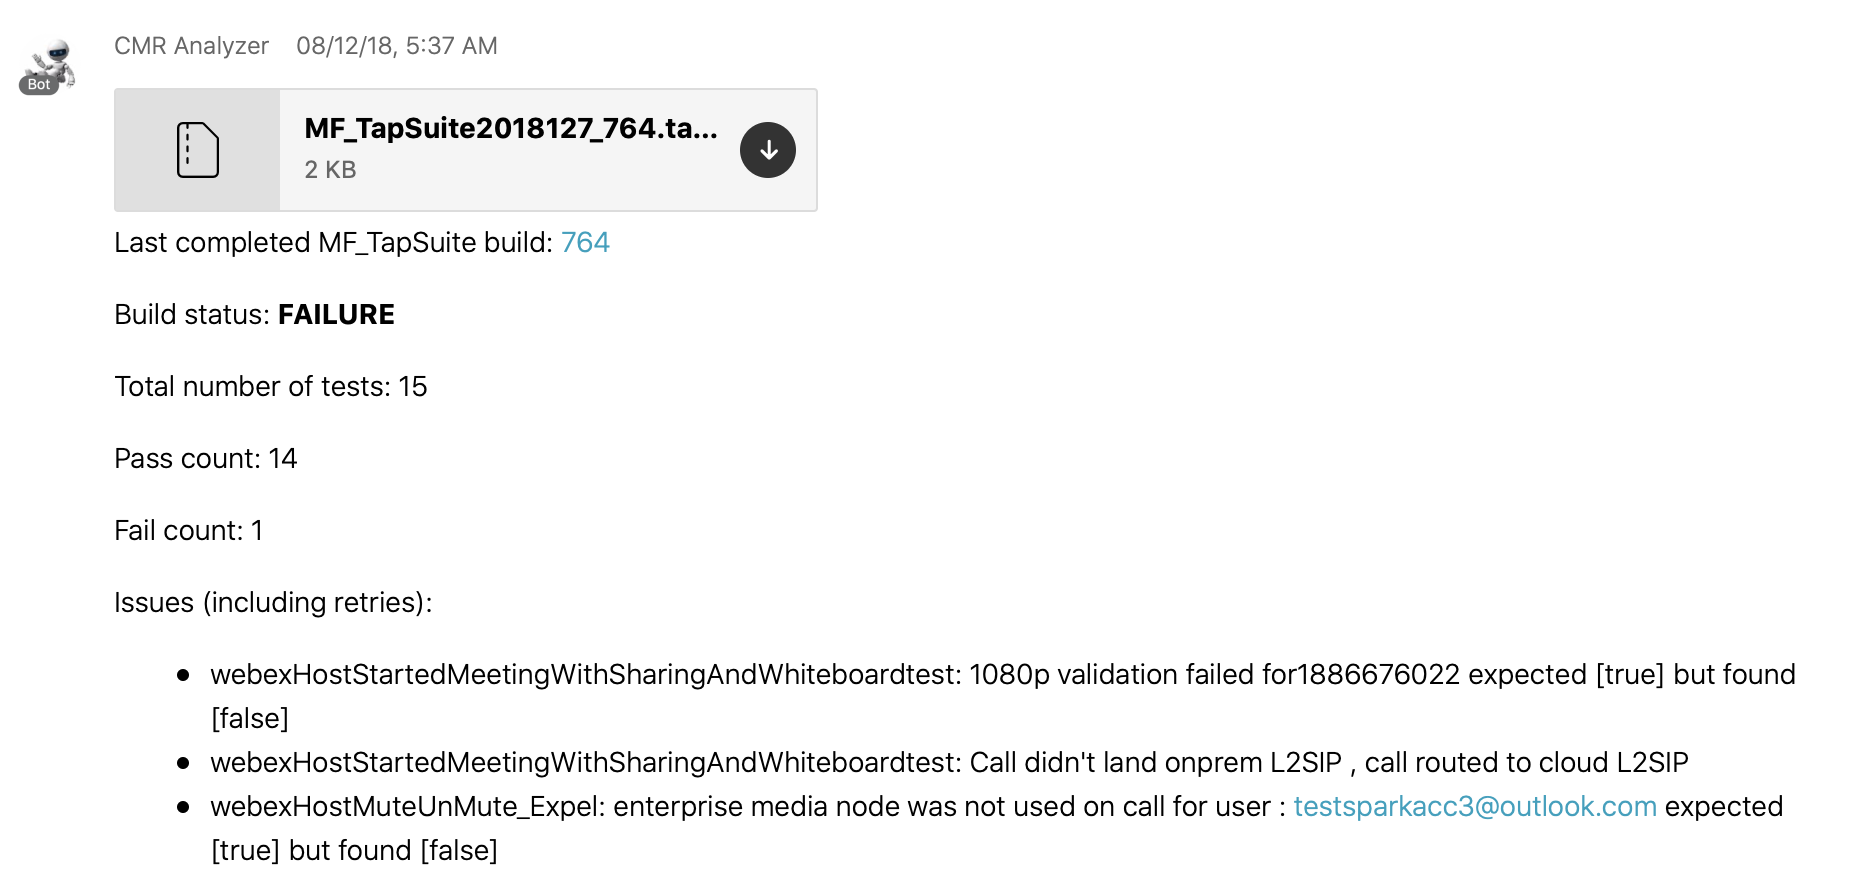 CMR Analyzer 08/12/18, 5:37 AM
Bot
MF_TapSuite2018127_764.ta...
2 KB
Last completed MF_TapSuite build: 764
Build status: FAILURE
Total number of tests: 15
Pass count: 14
Fail count: 1
Issues (including retries):
● webexHostStartedMeetingWithSharingAndWhiteboardtest: 1080p validation failed for1886676022 expected [true] but found
[false]
● webexHostStartedMeetingWithSharingAndWhiteboardtest: Call didn't land onprem L2SIP , call routed to cloud L2SIP
● webexHostMuteUnMute_Expel: enterprise media node was not used on call for user : testsparkacc3@outlook.com expected
[true] but found [false]